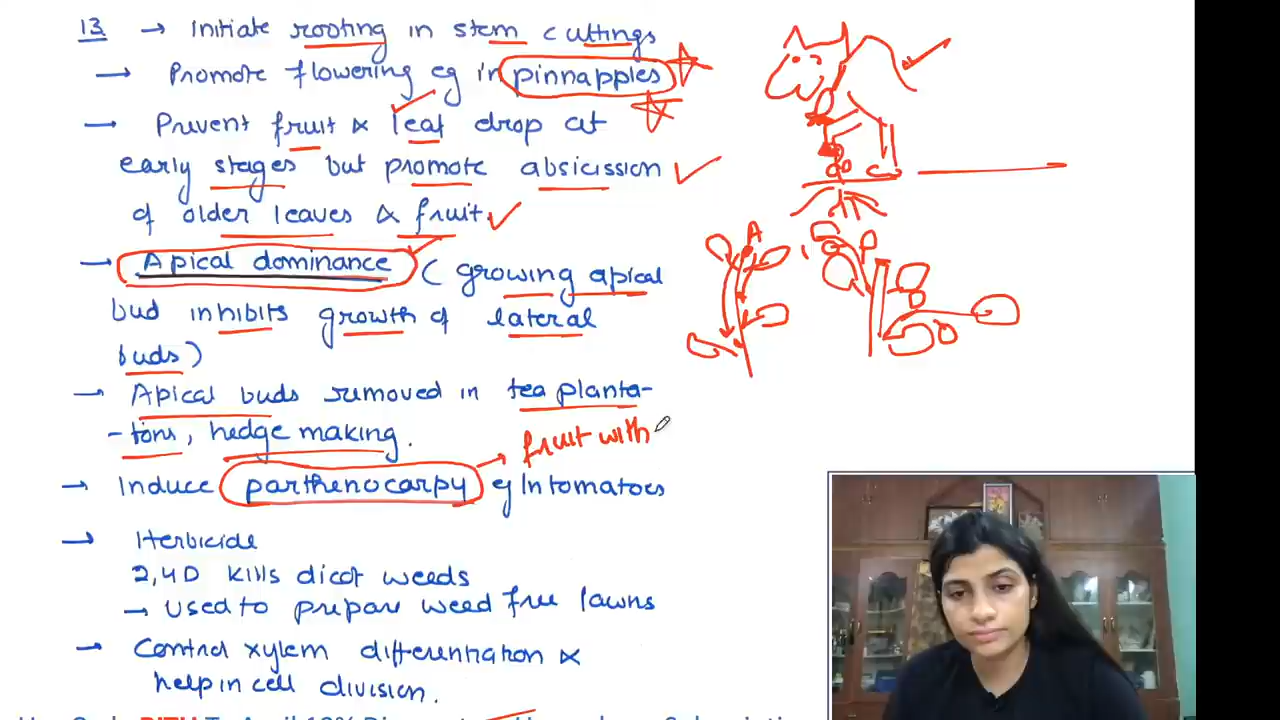 13 → Initiate rooting in stem cuttings
→ Promote flowering eg in pinnapples
→ Prevent fruit & leaf drop at
early stages but promote absicission
of older leaves & fruit
→ Apical dominance ( growing apical
bud inhibits growth of lateral
buds)
→ Apical buds removed in tea planta-
-tons, hedge making.
fruit with
→ Induce parthenocarpy eg In tomatoes
→ Herbicide
2,4D kills dicot weeds
→ Used to prepare weed free lawns
→ Control xylem differentiation &
help in cell division.